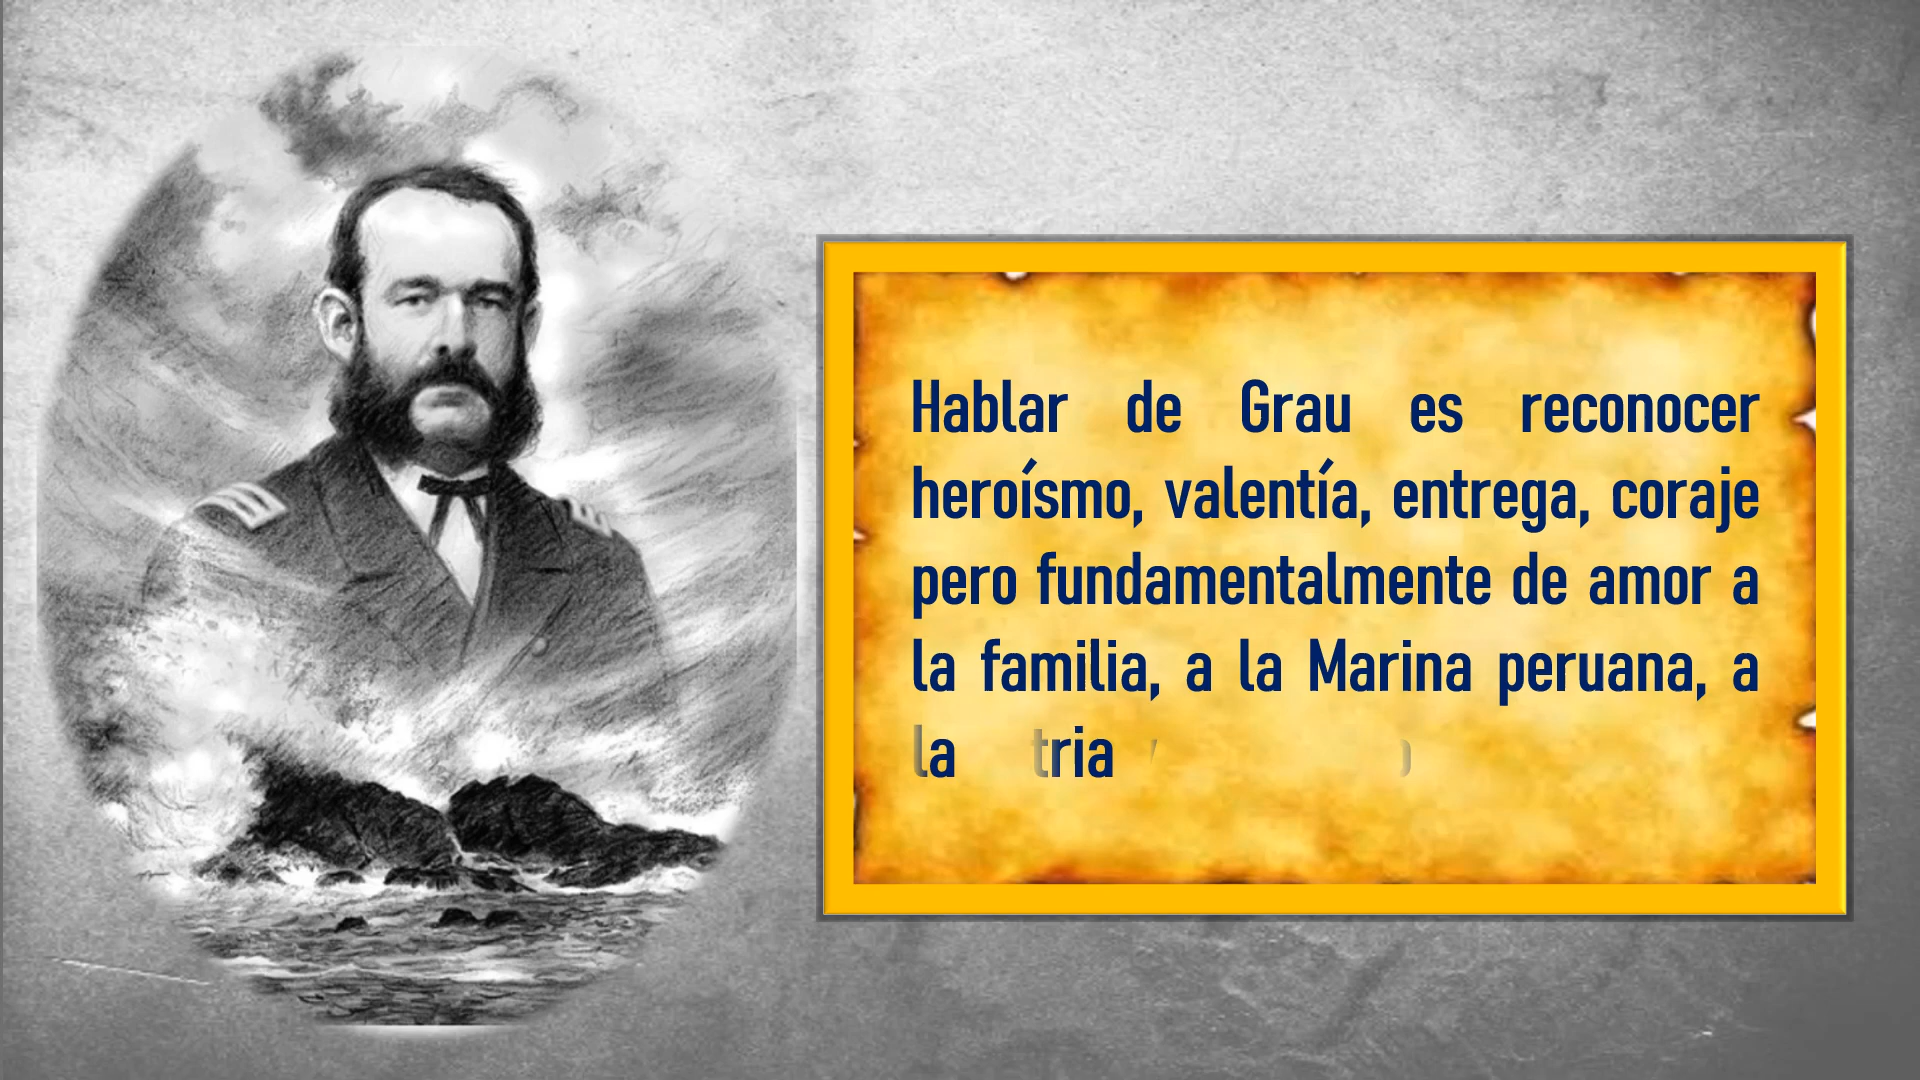 Hablar de Grau es reconocer
heroísmo, valentía, entrega, coraje
pero fundamentalmente de amor a
la familia, a la Marina peruana, a
la